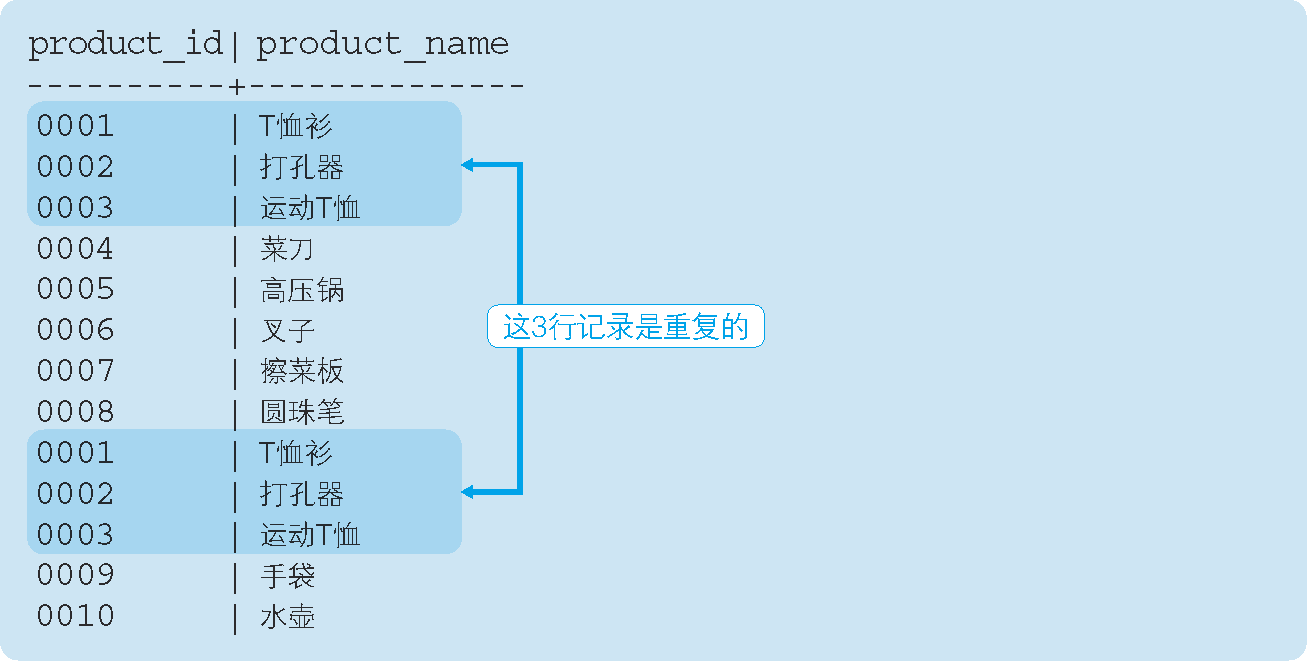 product_id| product_name
----------+--------------
0001 | T恤衫
0002 | 打孔器
0003 | 运动T恤
0004 | 菜刀
0005 | 高压锅
0006 | 叉子
这3行记录是重复的
0007 | 擦菜板
0008 | 圆珠笔
0001 | T恤衫
0002 | 打孔器
0003 | 运动T恤
0009 | 手袋
0010 | 水壶